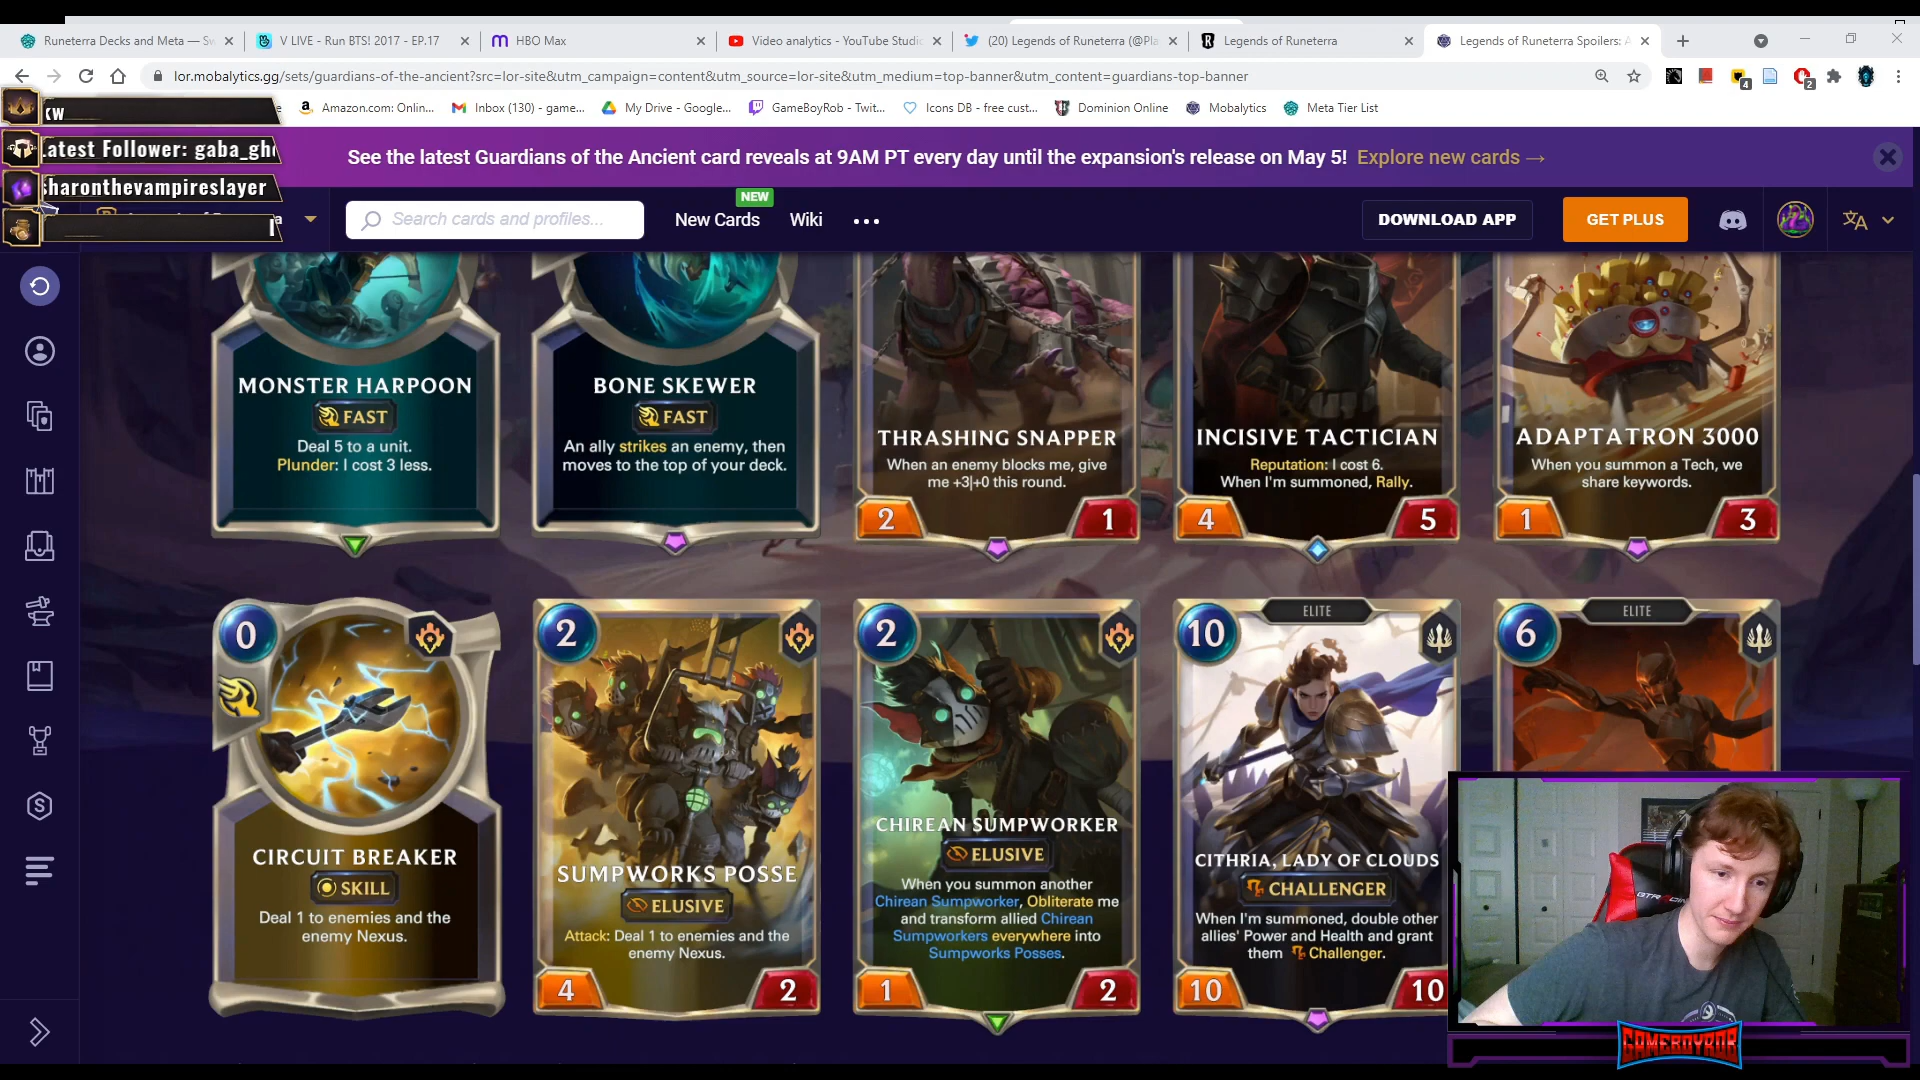 Runeterra Decks and Meta — Sw
V LIVE - Run BTS! 2017 - EP.17
HBO Max
Video analytics - YouTube Studio
(20) Legends of Runeterra (@Pla
Legends of Runeterra
Legends of Runeterra Spoilers: A
lor.mobalytics.gg/sets/guardians-of-the-ancient?src=lor-site&utm_campaign=content&utm_source=lor-site&utm_medium=top-banner&utm_content=guardians-top-banner
4
2
Amazon.com: Onlin...
Inbox (130) - game...
My Drive - Google...
GameBoyRob - Twit...
Icons DB - free cust...
Dominion Online
Mobalytics
Meta Tier List
Latest Follower: gaba_gh
sharonthevampireslayer
See the latest Guardians of the Ancient card reveals at 9AM PT every day until the expansion's release on May 5! Explore new cards →
Search cards and profiles...
NEW
New Cards
Wiki
DOWNLOAD APP
GET PLUS
MONSTER HARPOON
FAST
Deal 5 to a unit.
Plunder: I cost 3 less.
BONE SKEWER
FAST
An ally strikes an enemy, then
moves to the top of your deck.
THRASHING SNAPPER
When an enemy blocks me, give
me +3|+0 this round.
2
1
INCISIVE TACTICIAN
Reputation: I cost 6.
When I'm summoned, Rally.
4
5
ADAPTATRON 3000
When you summon a Tech, we
share keywords.
1
3
0
CIRCUIT BREAKER
SKILL
Deal 1 to enemies and the
enemy Nexus.
2
SUMPWORKS POSSE
ELUSIVE
Attack: Deal 1 to enemies and the
enemy Nexus.
4
2
2
CHIREAN SUMPWORKER
ELUSIVE
When you summon another
Chirean Sumpworker, Obliterate me
and transform allied Chirean
Sumpworkers everywhere into
Sumpworks Posses.
1
2
10
ELITE
CITHRIA, LADY OF CLOUDS
CHALLENGER
When I'm summoned, double other
allies' Power and Health and grant
them Challenger.
10
10
6
ELITE
GAMEBOYROB